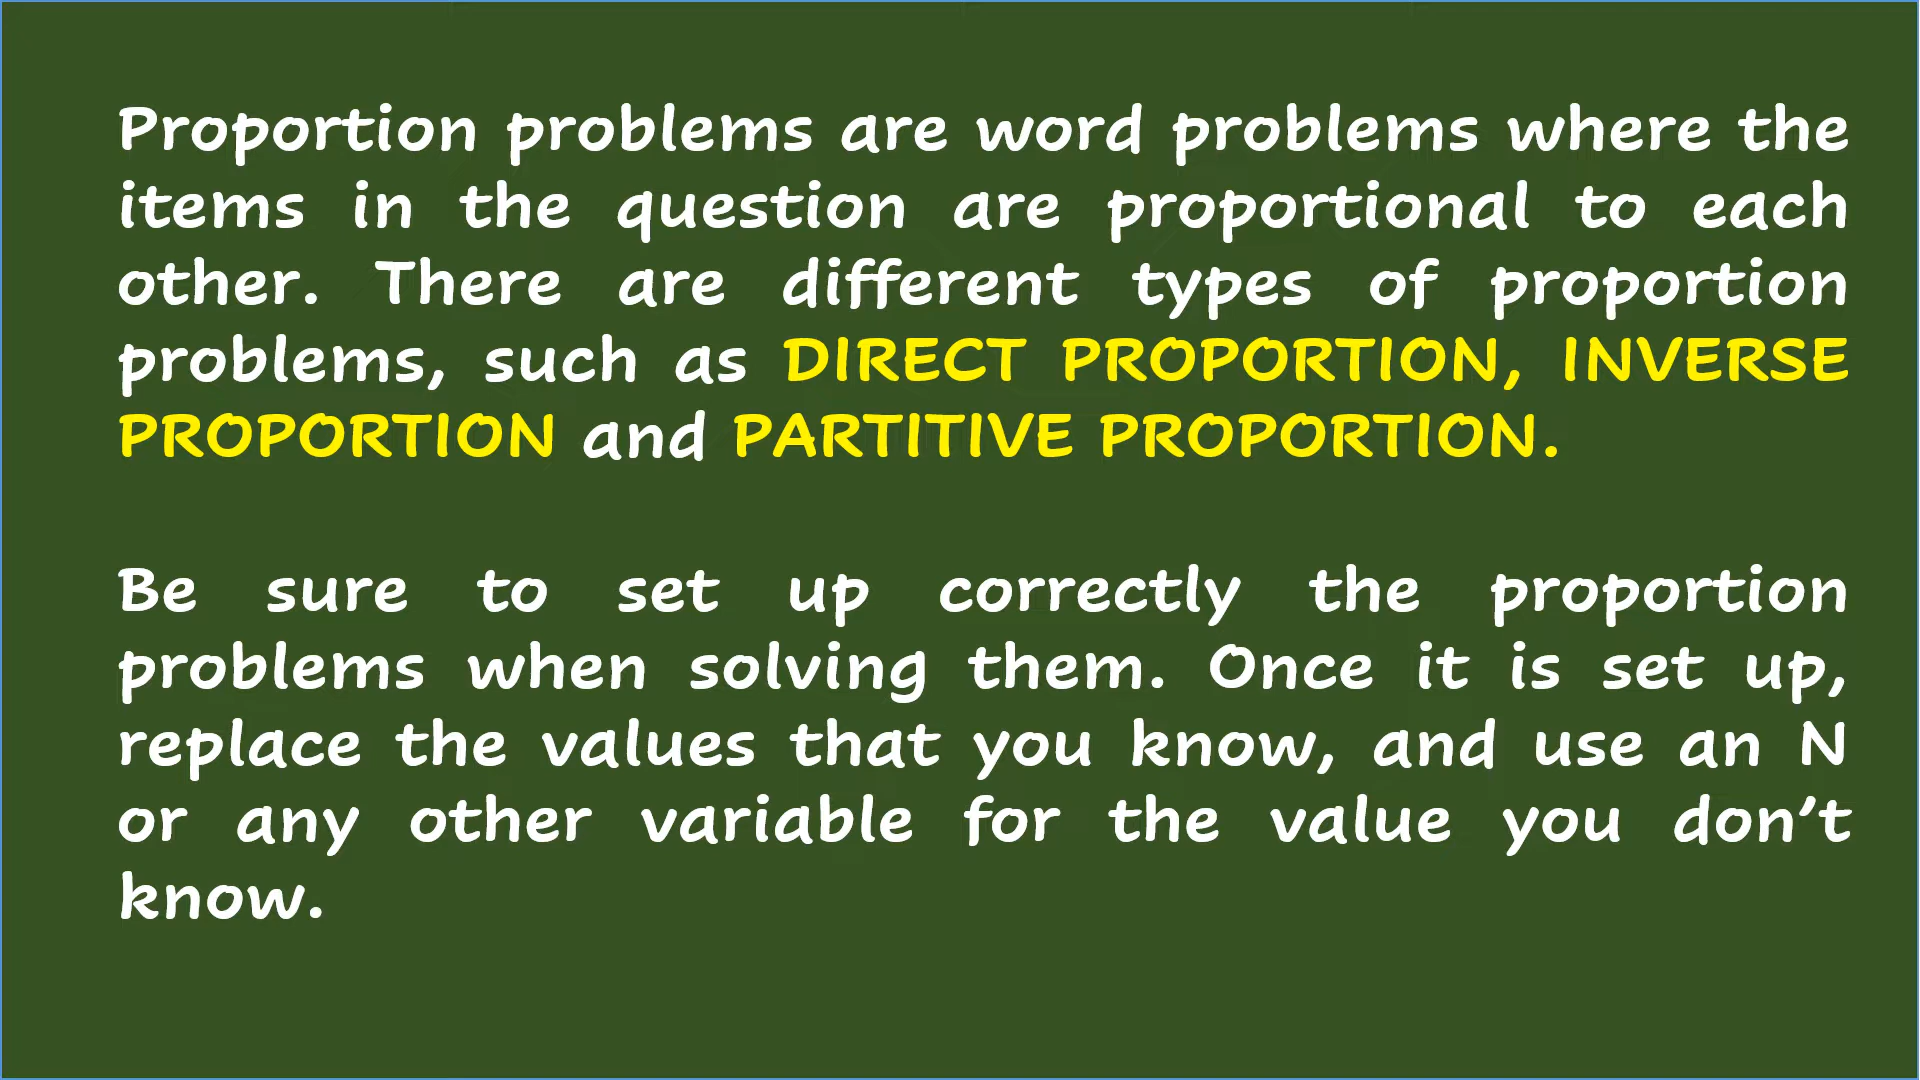 Proportion problems are word problems where the
items in the question are proportional to each
other. There are different types of proportion
problems, such as DIRECT PROPORTION, INVERSE
PROPORTION and PARTITIVE PROPORTION.
Be sure to set up correctly the proportion
problems when solving them. Once it is set up,
replace the values that you know, and use an N
or any other variable for the value you don’t
know.